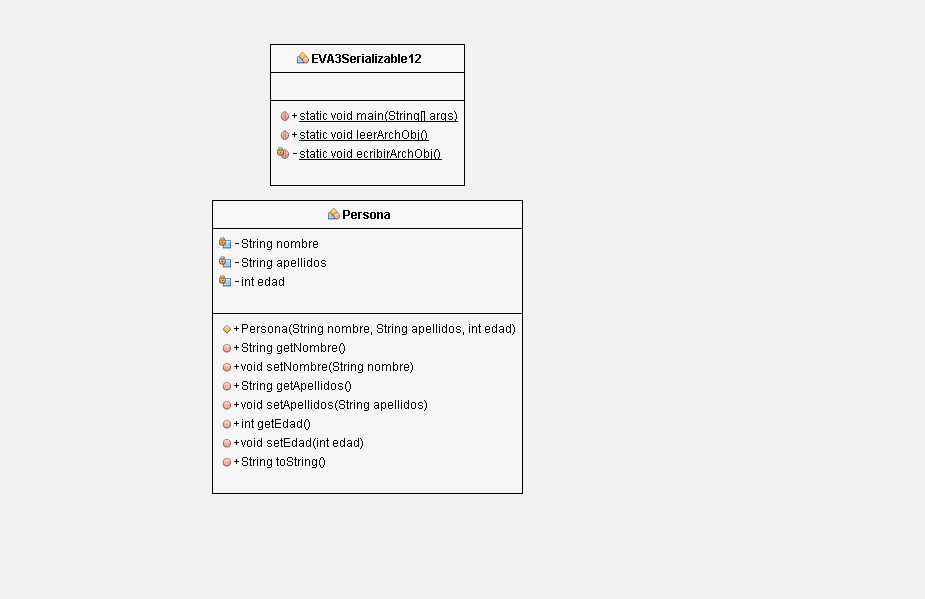 EVA3Serializable12
+ static void main(String[] args)
+ static void leerArchObj()
- static void ecribirArchObj()
Persona
- String nombre
- String apellidos
- int edad
+ Persona(String nombre, String apellidos, int edad)
+ String getNombre()
+ void setNombre(String nombre)
+ String getApellidos()
+ void setApellidos(String apellidos)
+ int getEdad()
+ void setEdad(int edad)
+ String toString()